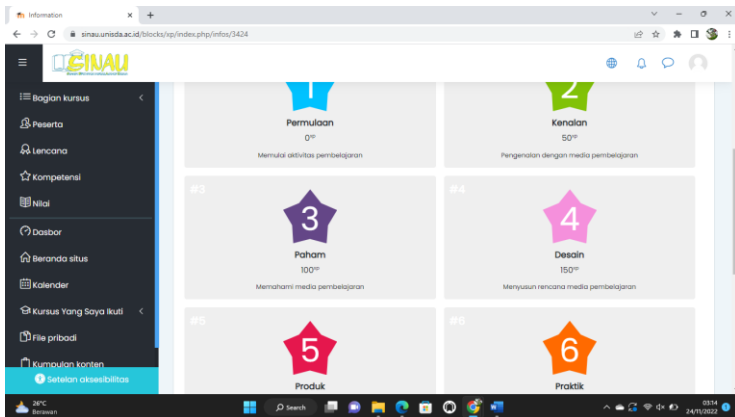 Information
sinau.unisda.ac.id/blocks/xp/index.php/infos/3424
SINAU
Bagian kursus
Peserta
Lencana
Kompetensi
Nilai
Dasbor
Beranda situs
Kalender
Kursus Yang Saya Ikuti
File pribadi
Kumpulan konten
Setelan aksesibilitas
1
Permulaan
0xp
Memulai aktivitas pembelajaran
2
Kenalan
50xp
Pengenalan dengan media pembelajaran
#3
3
Paham
100xp
Memahami media pembelajaran
#4
4
Desain
150xp
Menyusun rencana media pembelajaran
#5
5
Produk
#6
6
Praktik
26°C
Berawan
Search
03:14
24/11/2022